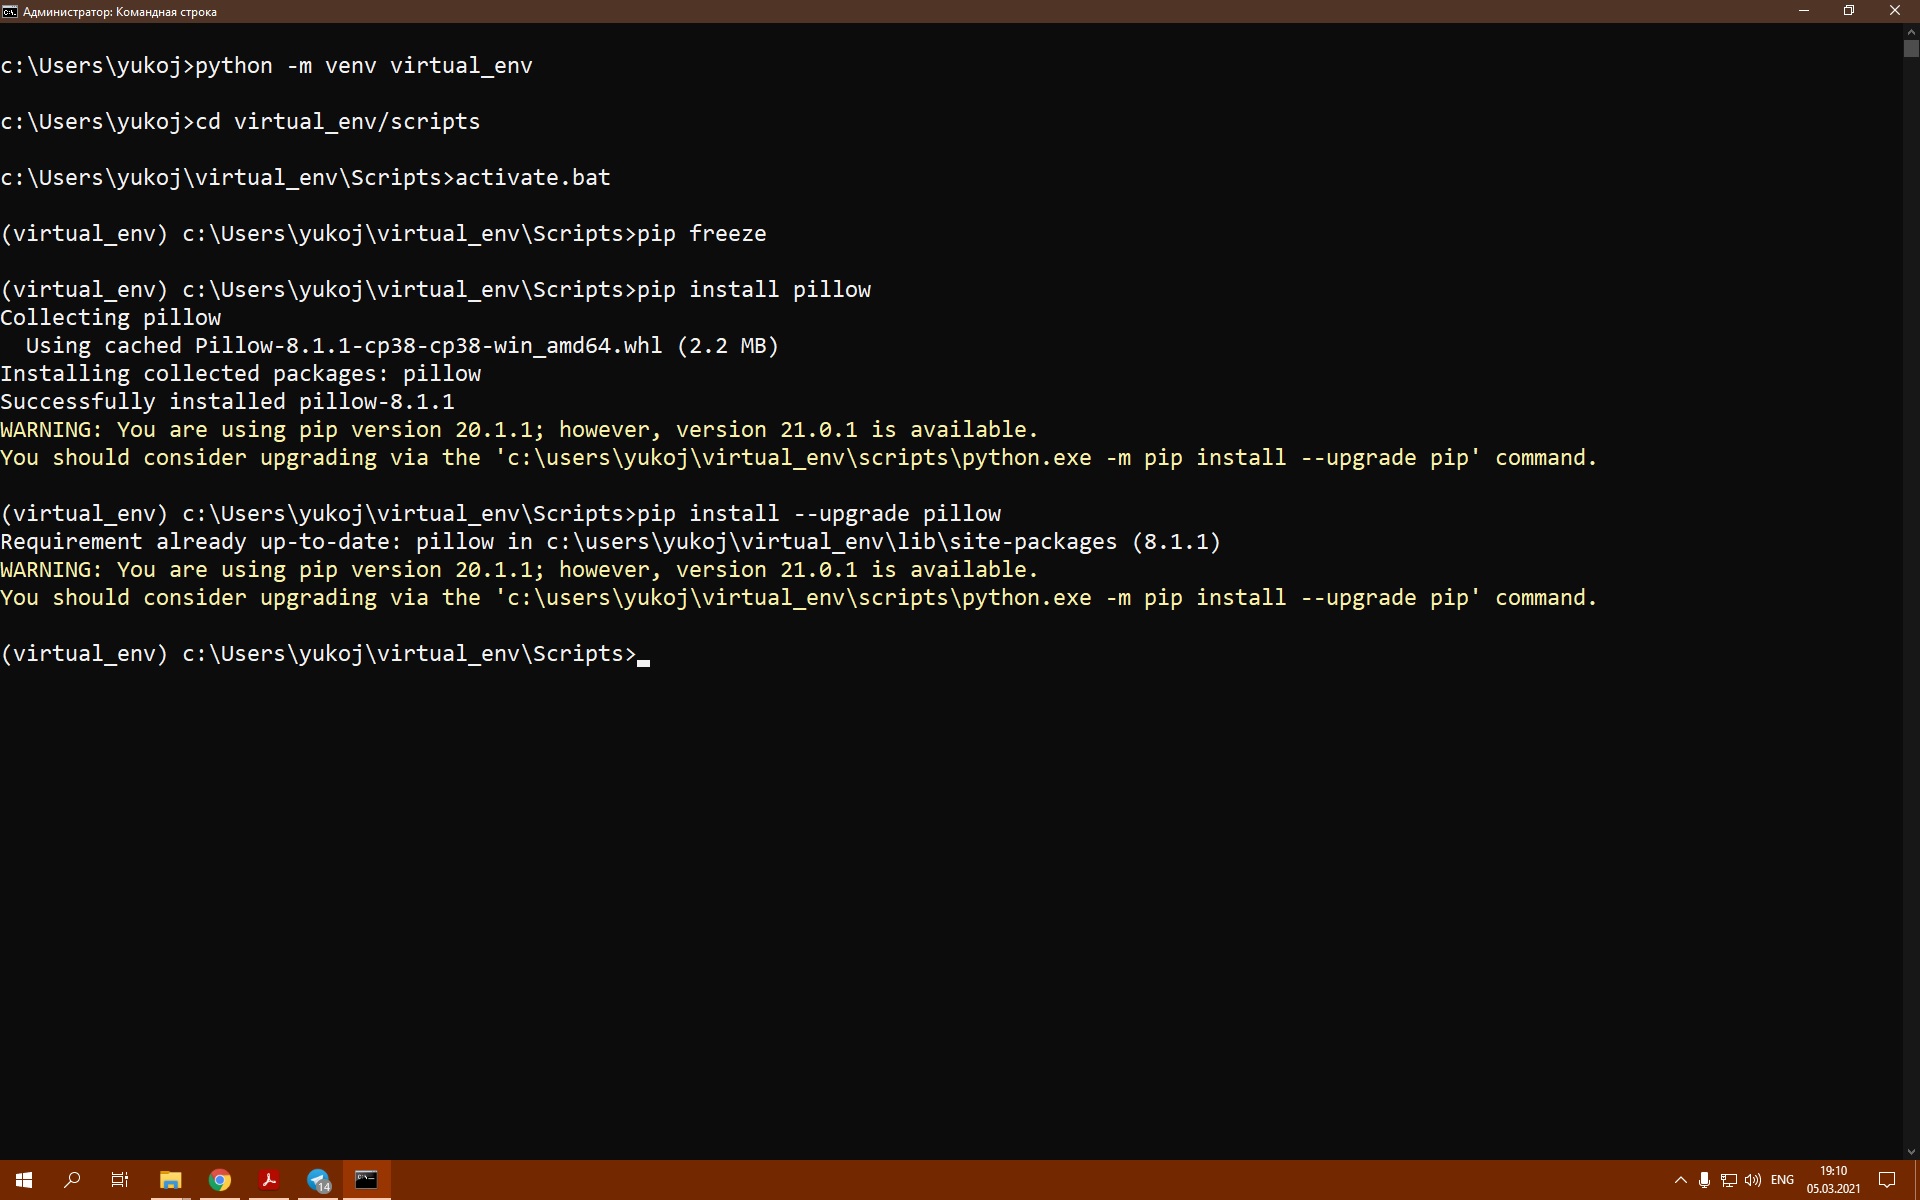 Администратор: Командная строка
c:\Users\yukoj>python -m venv virtual_env
c:\Users\yukoj>cd virtual_env/scripts
c:\Users\yukoj\virtual_env\Scripts>activate.bat
(virtual_env) c:\Users\yukoj\virtual_env\Scripts>pip freeze
(virtual_env) c:\Users\yukoj\virtual_env\Scripts>pip install pillow
Collecting pillow
  Using cached Pillow-8.1.1-cp38-cp38-win_amd64.whl (2.2 MB)
Installing collected packages: pillow
Successfully installed pillow-8.1.1
WARNING: You are using pip version 20.1.1; however, version 21.0.1 is available.
You should consider upgrading via the 'c:\users\yukoj\virtual_env\scripts\python.exe -m pip install --upgrade pip' command.
(virtual_env) c:\Users\yukoj\virtual_env\Scripts>pip install --upgrade pillow
Requirement already up-to-date: pillow in c:\users\yukoj\virtual_env\lib\site-packages (8.1.1)
WARNING: You are using pip version 20.1.1; however, version 21.0.1 is available.
You should consider upgrading via the 'c:\users\yukoj\virtual_env\scripts\python.exe -m pip install --upgrade pip' command.
(virtual_env) c:\Users\yukoj\virtual_env\Scripts>
14
ENG
19:10
05.03.2021